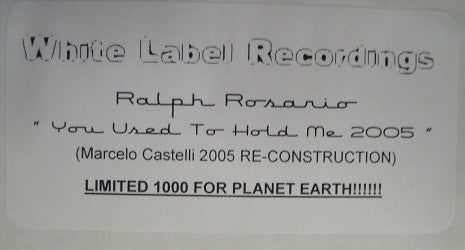 White Label Recordings
Ralph Rosario
" You Used To Hold Me 2005 "
(Marcelo Castelli 2005 RE-CONSTRUCTION)
LIMITED 1000 FOR PLANET EARTH!!!!!!